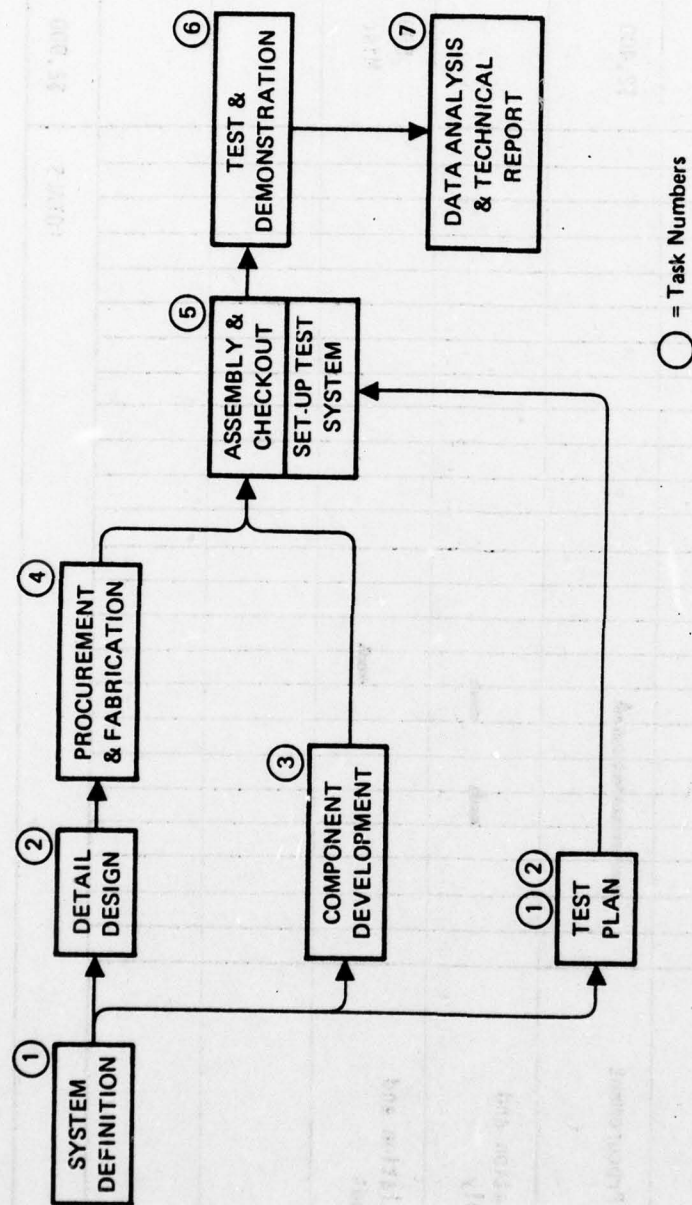 1
SYSTEM
DEFINITION
2
DETAIL
DESIGN
4
PROCUREMENT
& FABRICATION
3
COMPONENT
DEVELOPMENT
1 2
TEST
PLAN
5
ASSEMBLY &
CHECKOUT
SET-UP TEST
SYSTEM
6
TEST &
DEMONSTRATION
7
DATA ANALYSIS
& TECHNICAL
REPORT
= Task Numbers